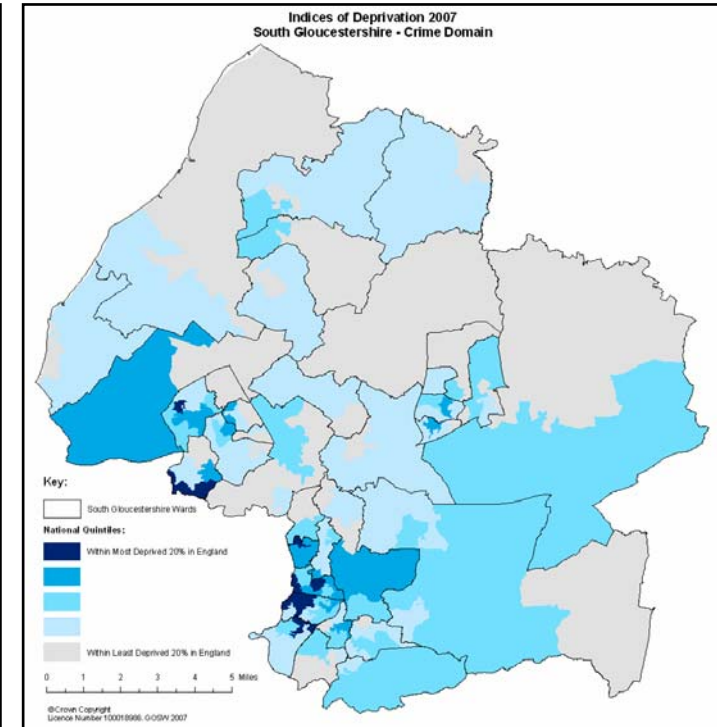 Indices of Deprivation 2007
South Gloucestershire - Crime Domain
Key:
South Gloucestershire Wards
National Quintiles:
Within Most Deprived 20% in England
Within Least Deprived 20% in England
0 1 2 3 4 5 Miles
©Crown Copyright
Licence Number 100018986. GOSW 2007